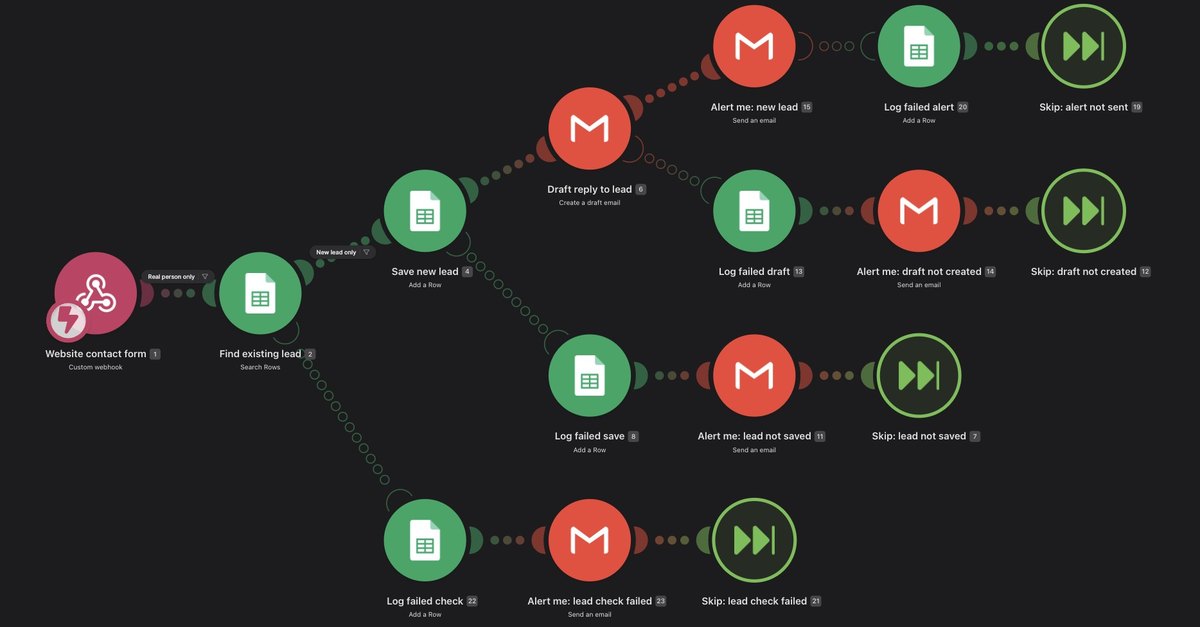 Alert me: new lead 15
Send an email
Log failed alert 20
Add a Row
Skip: alert not sent 19
Draft reply to lead 6
Create a draft email
New lead only
Save new lead 4
Add a Row
Log failed draft 13
Add a Row
Alert me: draft not created 14
Send an email
Skip: draft not created 12
Real person only
Website contact form 1
Custom webhook
Find existing lead 2
Search Rows
Log failed save 8
Add a Row
Alert me: lead not saved 11
Send an email
Skip: lead not saved 7
Log failed check 22
Add a Row
Alert me: lead check failed 23
Send an email
Skip: lead check failed 21